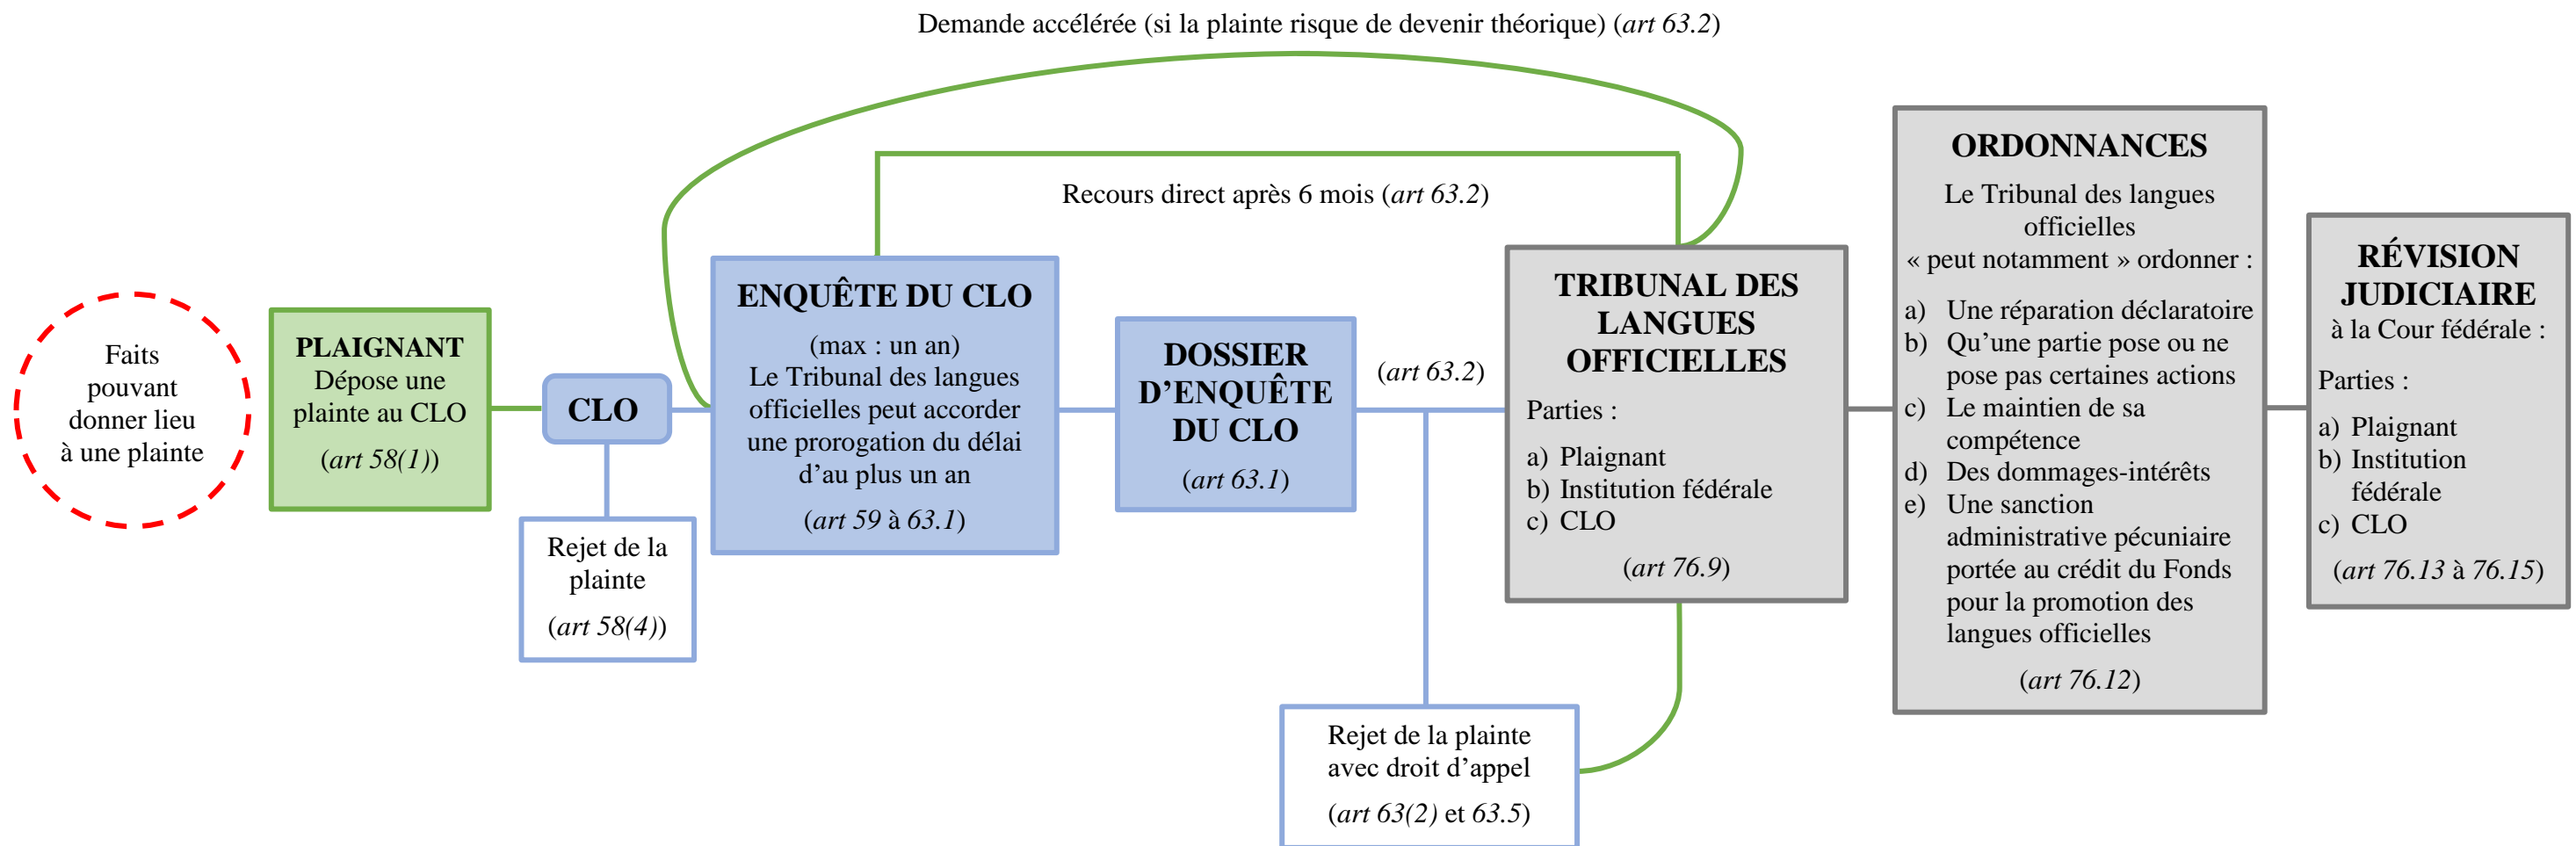 Demande accélérée (si la plainte risque de devenir théorique) (art 63.2)
Recours direct après 6 mois (art 63.2)
Faits
pouvant
donner lieu
à une plainte
PLAIGNANT
Dépose une
plainte au CLO
(art 58(1))
CLO
Rejet de la
plainte
(art 58(4))
ENQUÊTE DU CLO
(max : un an)
Le Tribunal des langues
officielles peut accorder
une prorogation du délai
d’au plus un an
(art 59 à 63.1)
DOSSIER
D’ENQUÊTE
DU CLO
(art 63.1)
(art 63.2)
Rejet de la plainte
avec droit d’appel
(art 63(2) et 63.5)
TRIBUNAL DES
LANGUES
OFFICIELLES
Parties :
a) Plaignant
b) Institution fédérale
c) CLO
(art 76.9)
ORDONNANCES
Le Tribunal des langues
officielles
« peut notamment » ordonner :
a) Une réparation déclaratoire
b) Qu’une partie pose ou ne
pose pas certaines actions
c) Le maintien de sa
compétence
d) Des dommages-intérêts
e) Une sanction
administrative pécuniaire
portée au crédit du Fonds
pour la promotion des
langues officielles
(art 76.12)
RÉVISION
JUDICIAIRE
à la Cour fédérale :
Parties :
a) Plaignant
b) Institution
fédérale
c) CLO
(art 76.13 à 76.15)